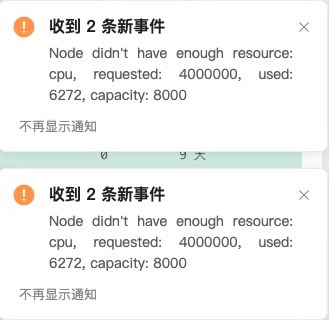 收到 2 条新事件
Node didn't have enough resource:
cpu, requested: 4000000, used:
6272, capacity: 8000
不再显示通知
0 9 天
收到 2 条新事件
Node didn't have enough resource:
cpu, requested: 4000000, used:
6272, capacity: 8000
不再显示通知